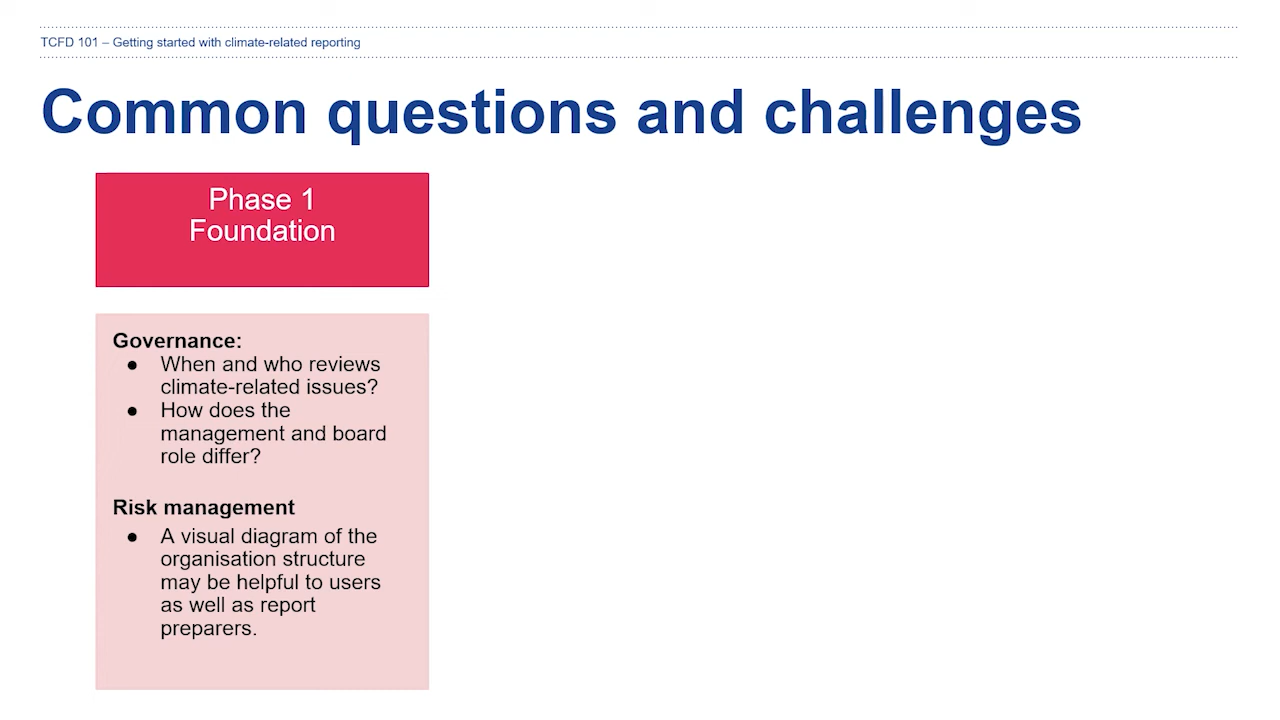 TCFD 101 – Getting started with climate-related reporting
Common questions and challenges
Phase 1
Foundation
Governance:
● When and who reviews
climate-related issues?
● How does the
management and board
role differ?
Risk management
● A visual diagram of the
organisation structure
may be helpful to users
as well as report
preparers.